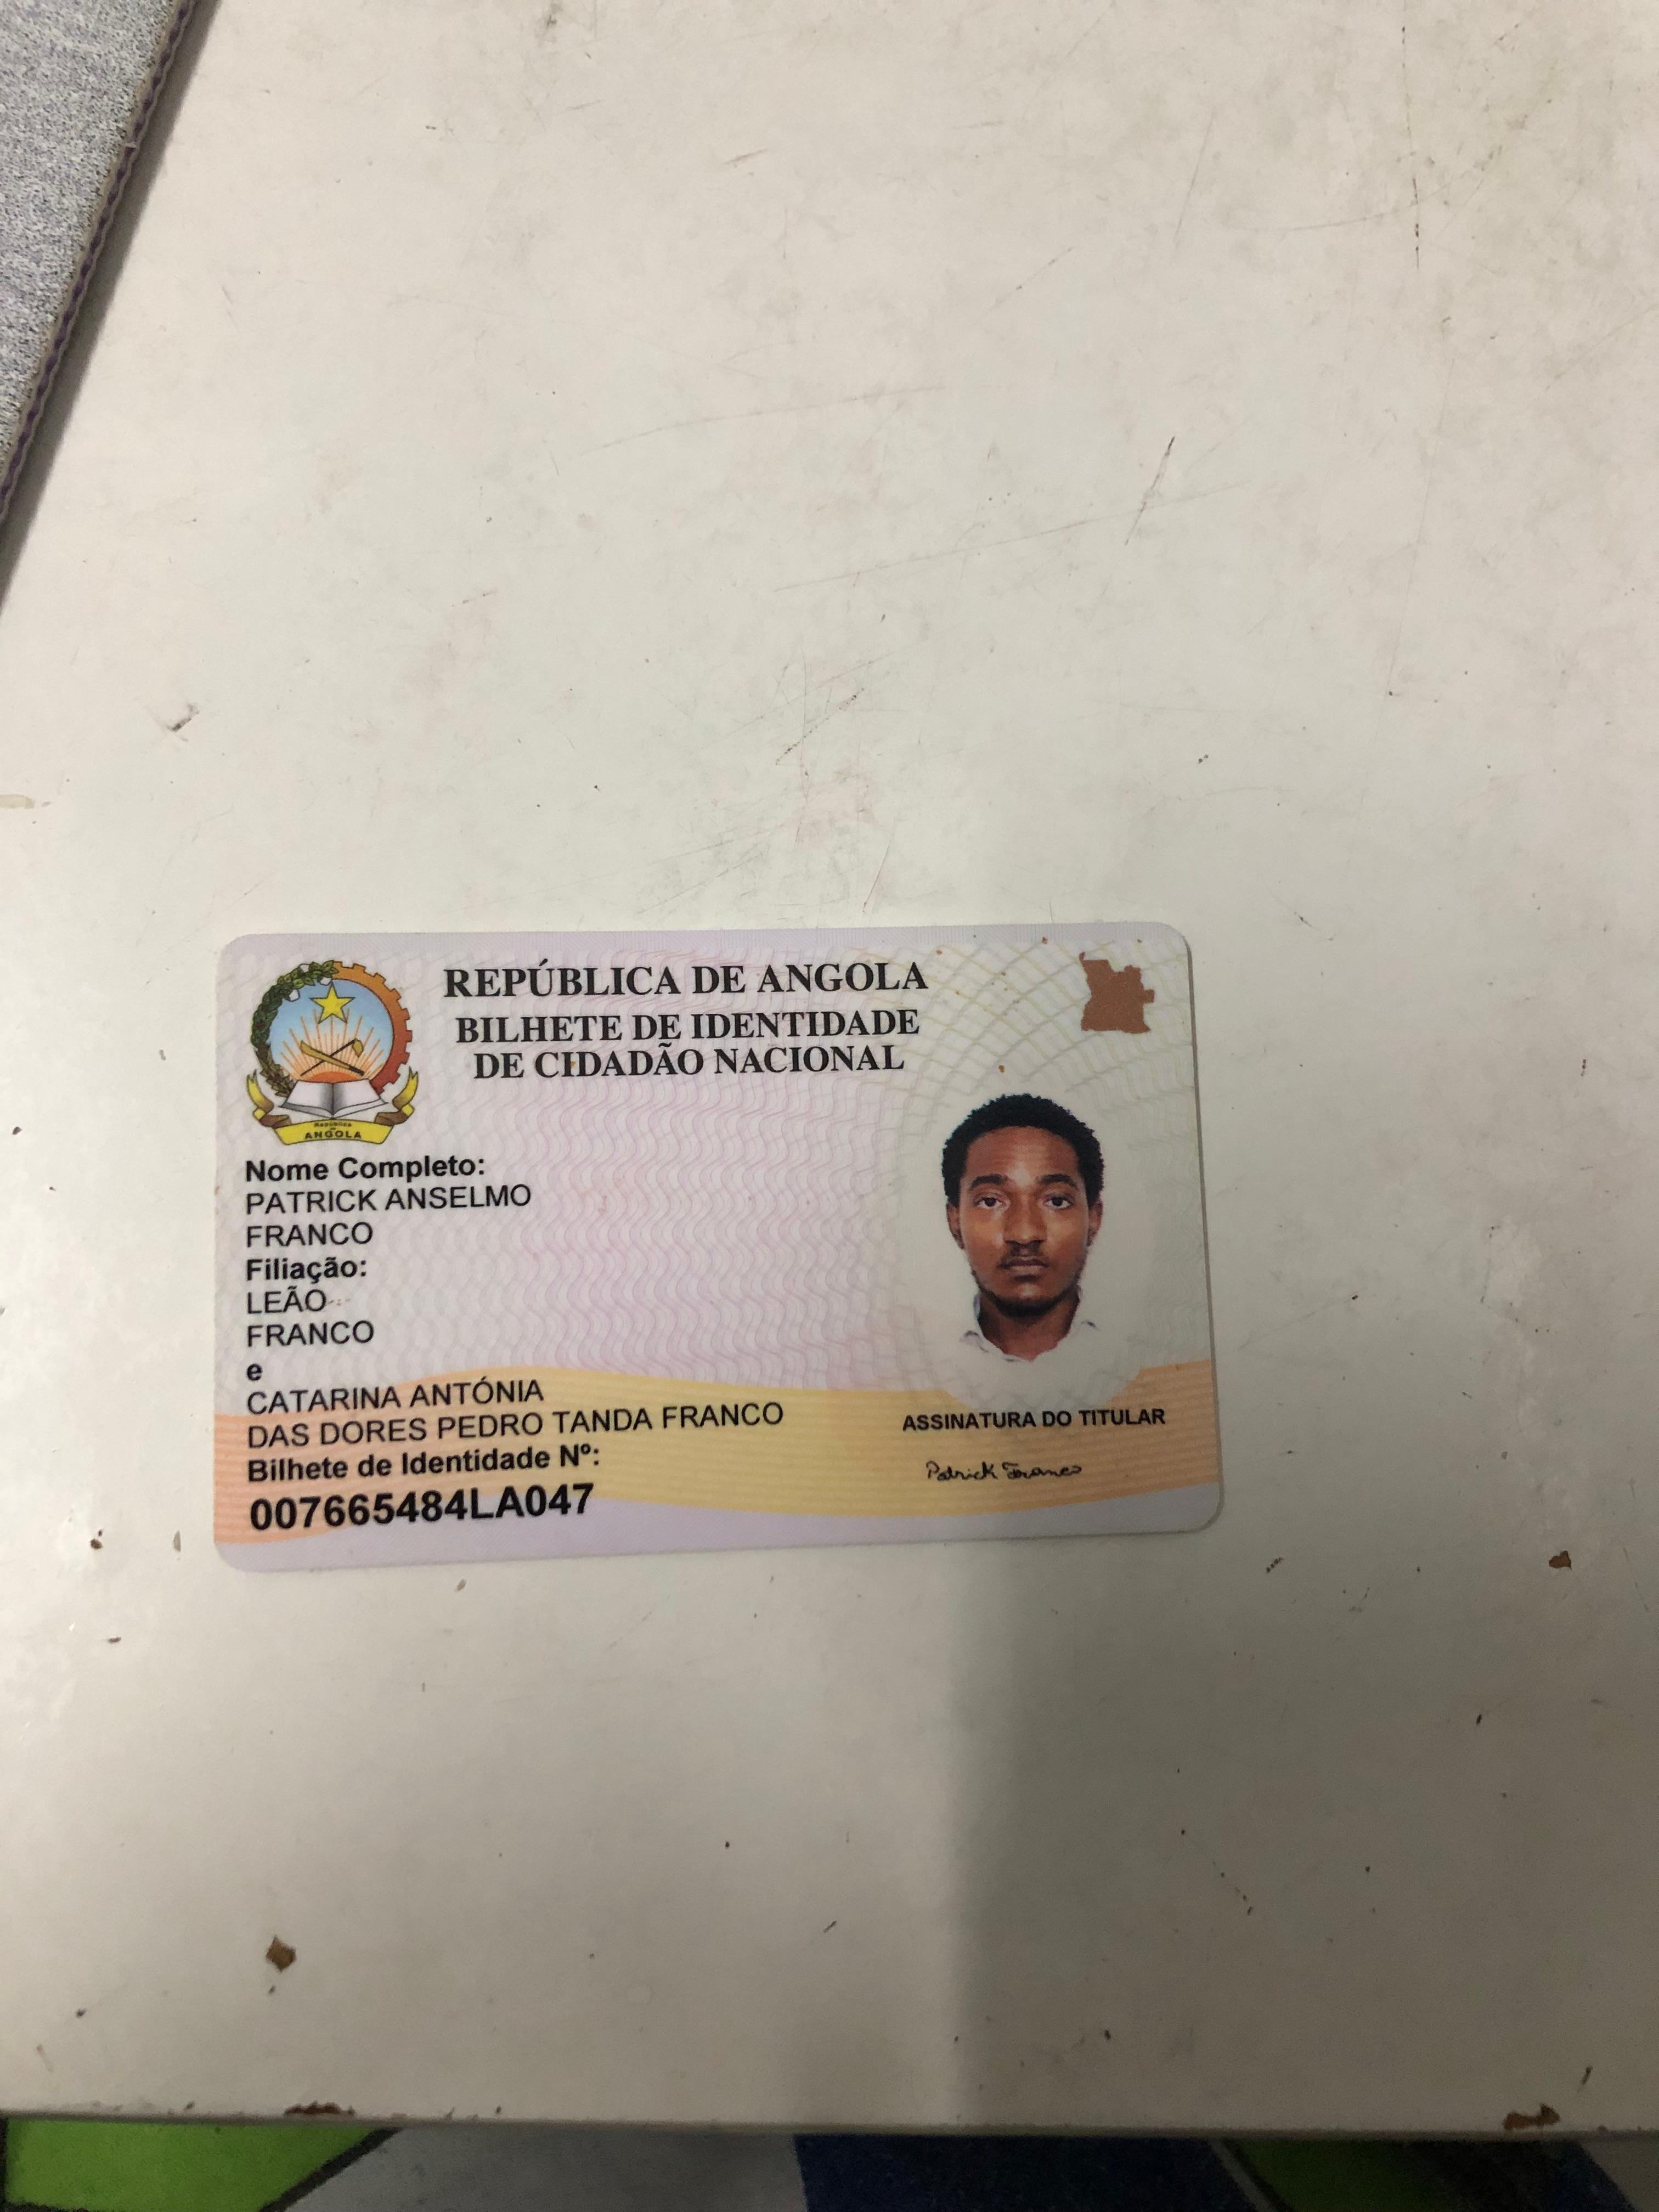 REPÚBLICA DE ANGOLA
BILHETE DE IDENTIDADE
DE CIDADÃO NACIONAL
República
de
ANGOLA
Nome Completo:
PATRICK ANSELMO
FRANCO
Filiação:
LEÃO
FRANCO
e
CATARINA ANTÓNIA
DAS DORES PEDRO TANDA FRANCO
Bilhete de Identidade Nº:
007665484LA047
ASSINATURA DO TITULAR
Patrick Franco